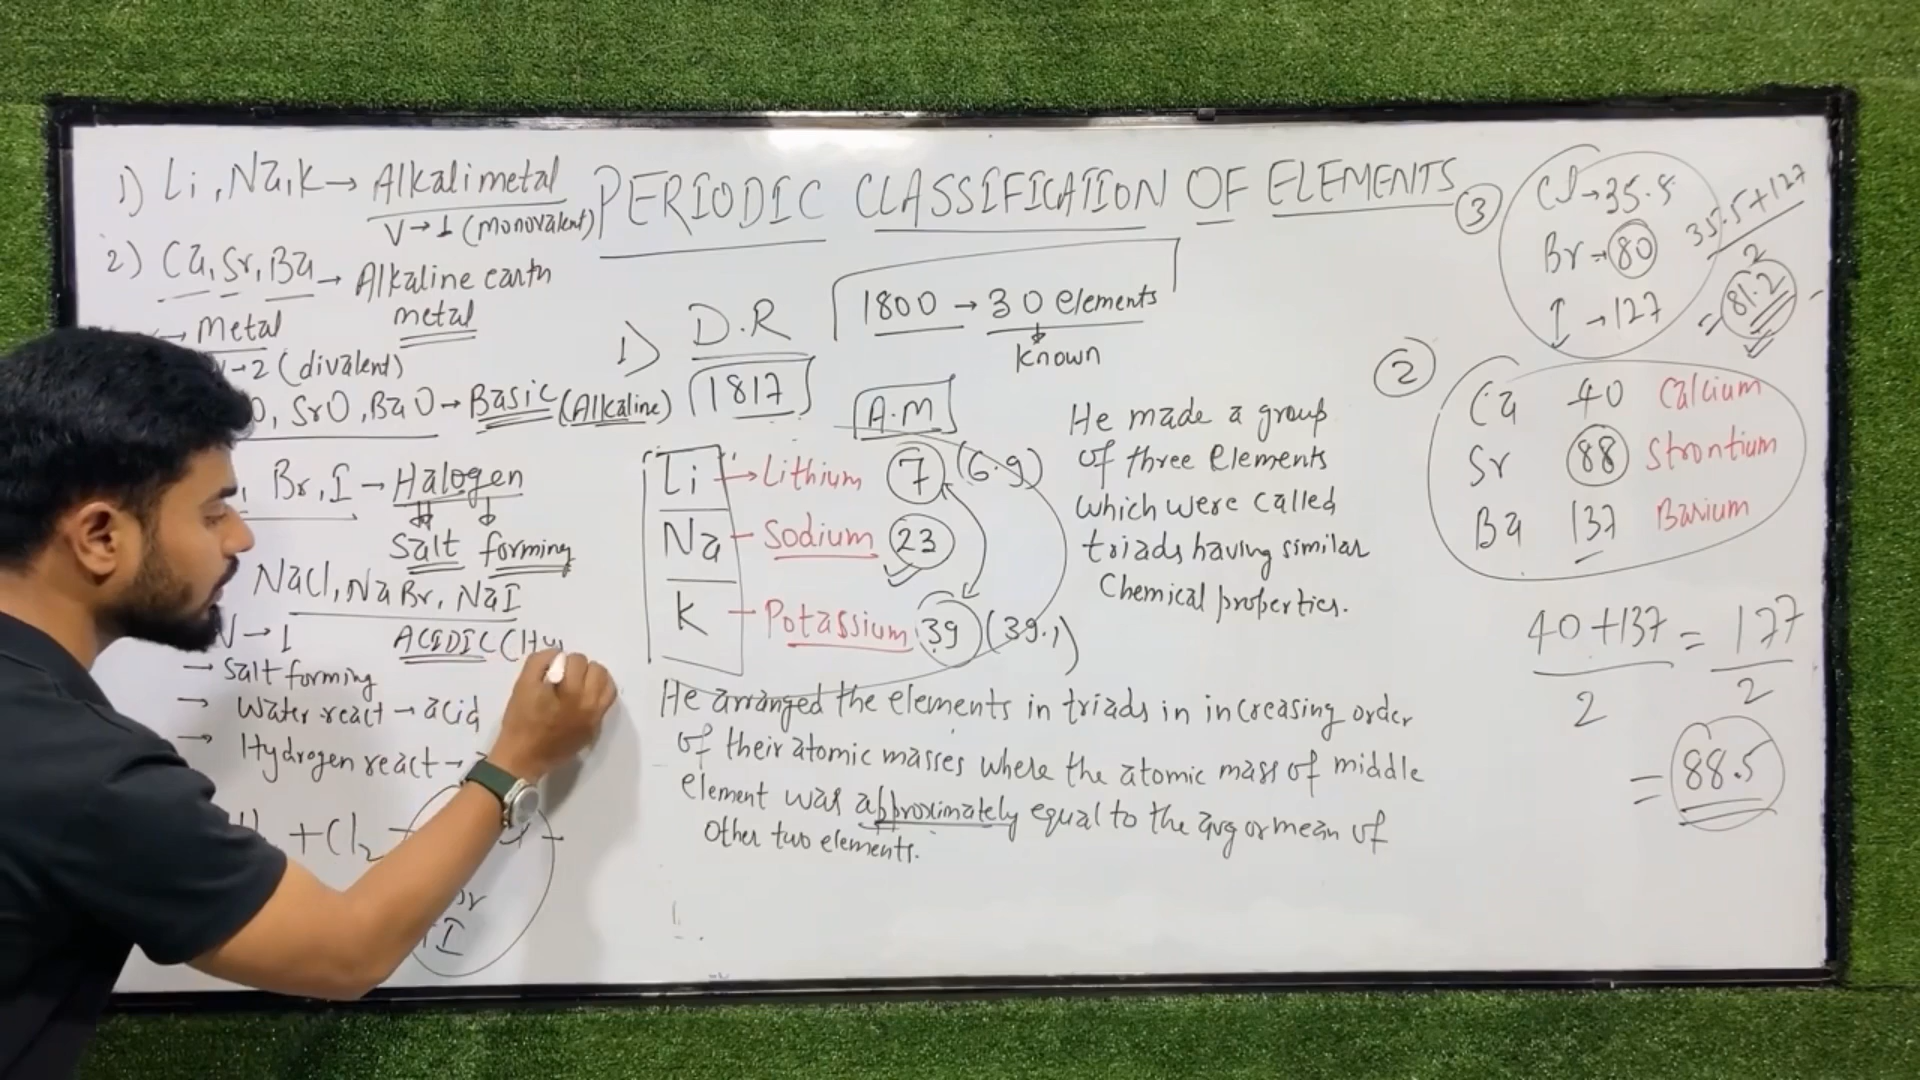 PERIODIC CLASSIFICATION OF ELEMENTS
1) Li, Na, K → Alkali metal
V → 1 (monovalent)
2) Ca, Sr, Ba → Alkaline earth
metal
→ Metal
→ 2 (divalent)
O, SrO, BaO → Basic (Alkaline)
, Br, I → Halogen
Salt forming
NaCl, NaBr, NaI
V → 1 ACIDIC (Hy
→ Salt forming
→ Water react → acid
→ Hydrogen react →
+ Cl2
I
1) D.R
1817
1800 → 30 elements
Known
A.M
Li → Lithium 7 (6.9)
Na - Sodium 23
K - Potassium 39 (39.1)
He made a group
of three elements
which were called
triads having similar
Chemical properties.
He arranged the elements in triads in increasing order
of their atomic masses where the atomic mass of middle
element was approximately equal to the avg or mean of
other two elements.
3 Cl → 35.5
Br → 80
I → 127
35.5 + 127
2
= 81.2
2
Ca 40 Calcium
Sr 88 Strontium
Ba 137 Barium
40 + 137 = 177
2 2
= 88.5